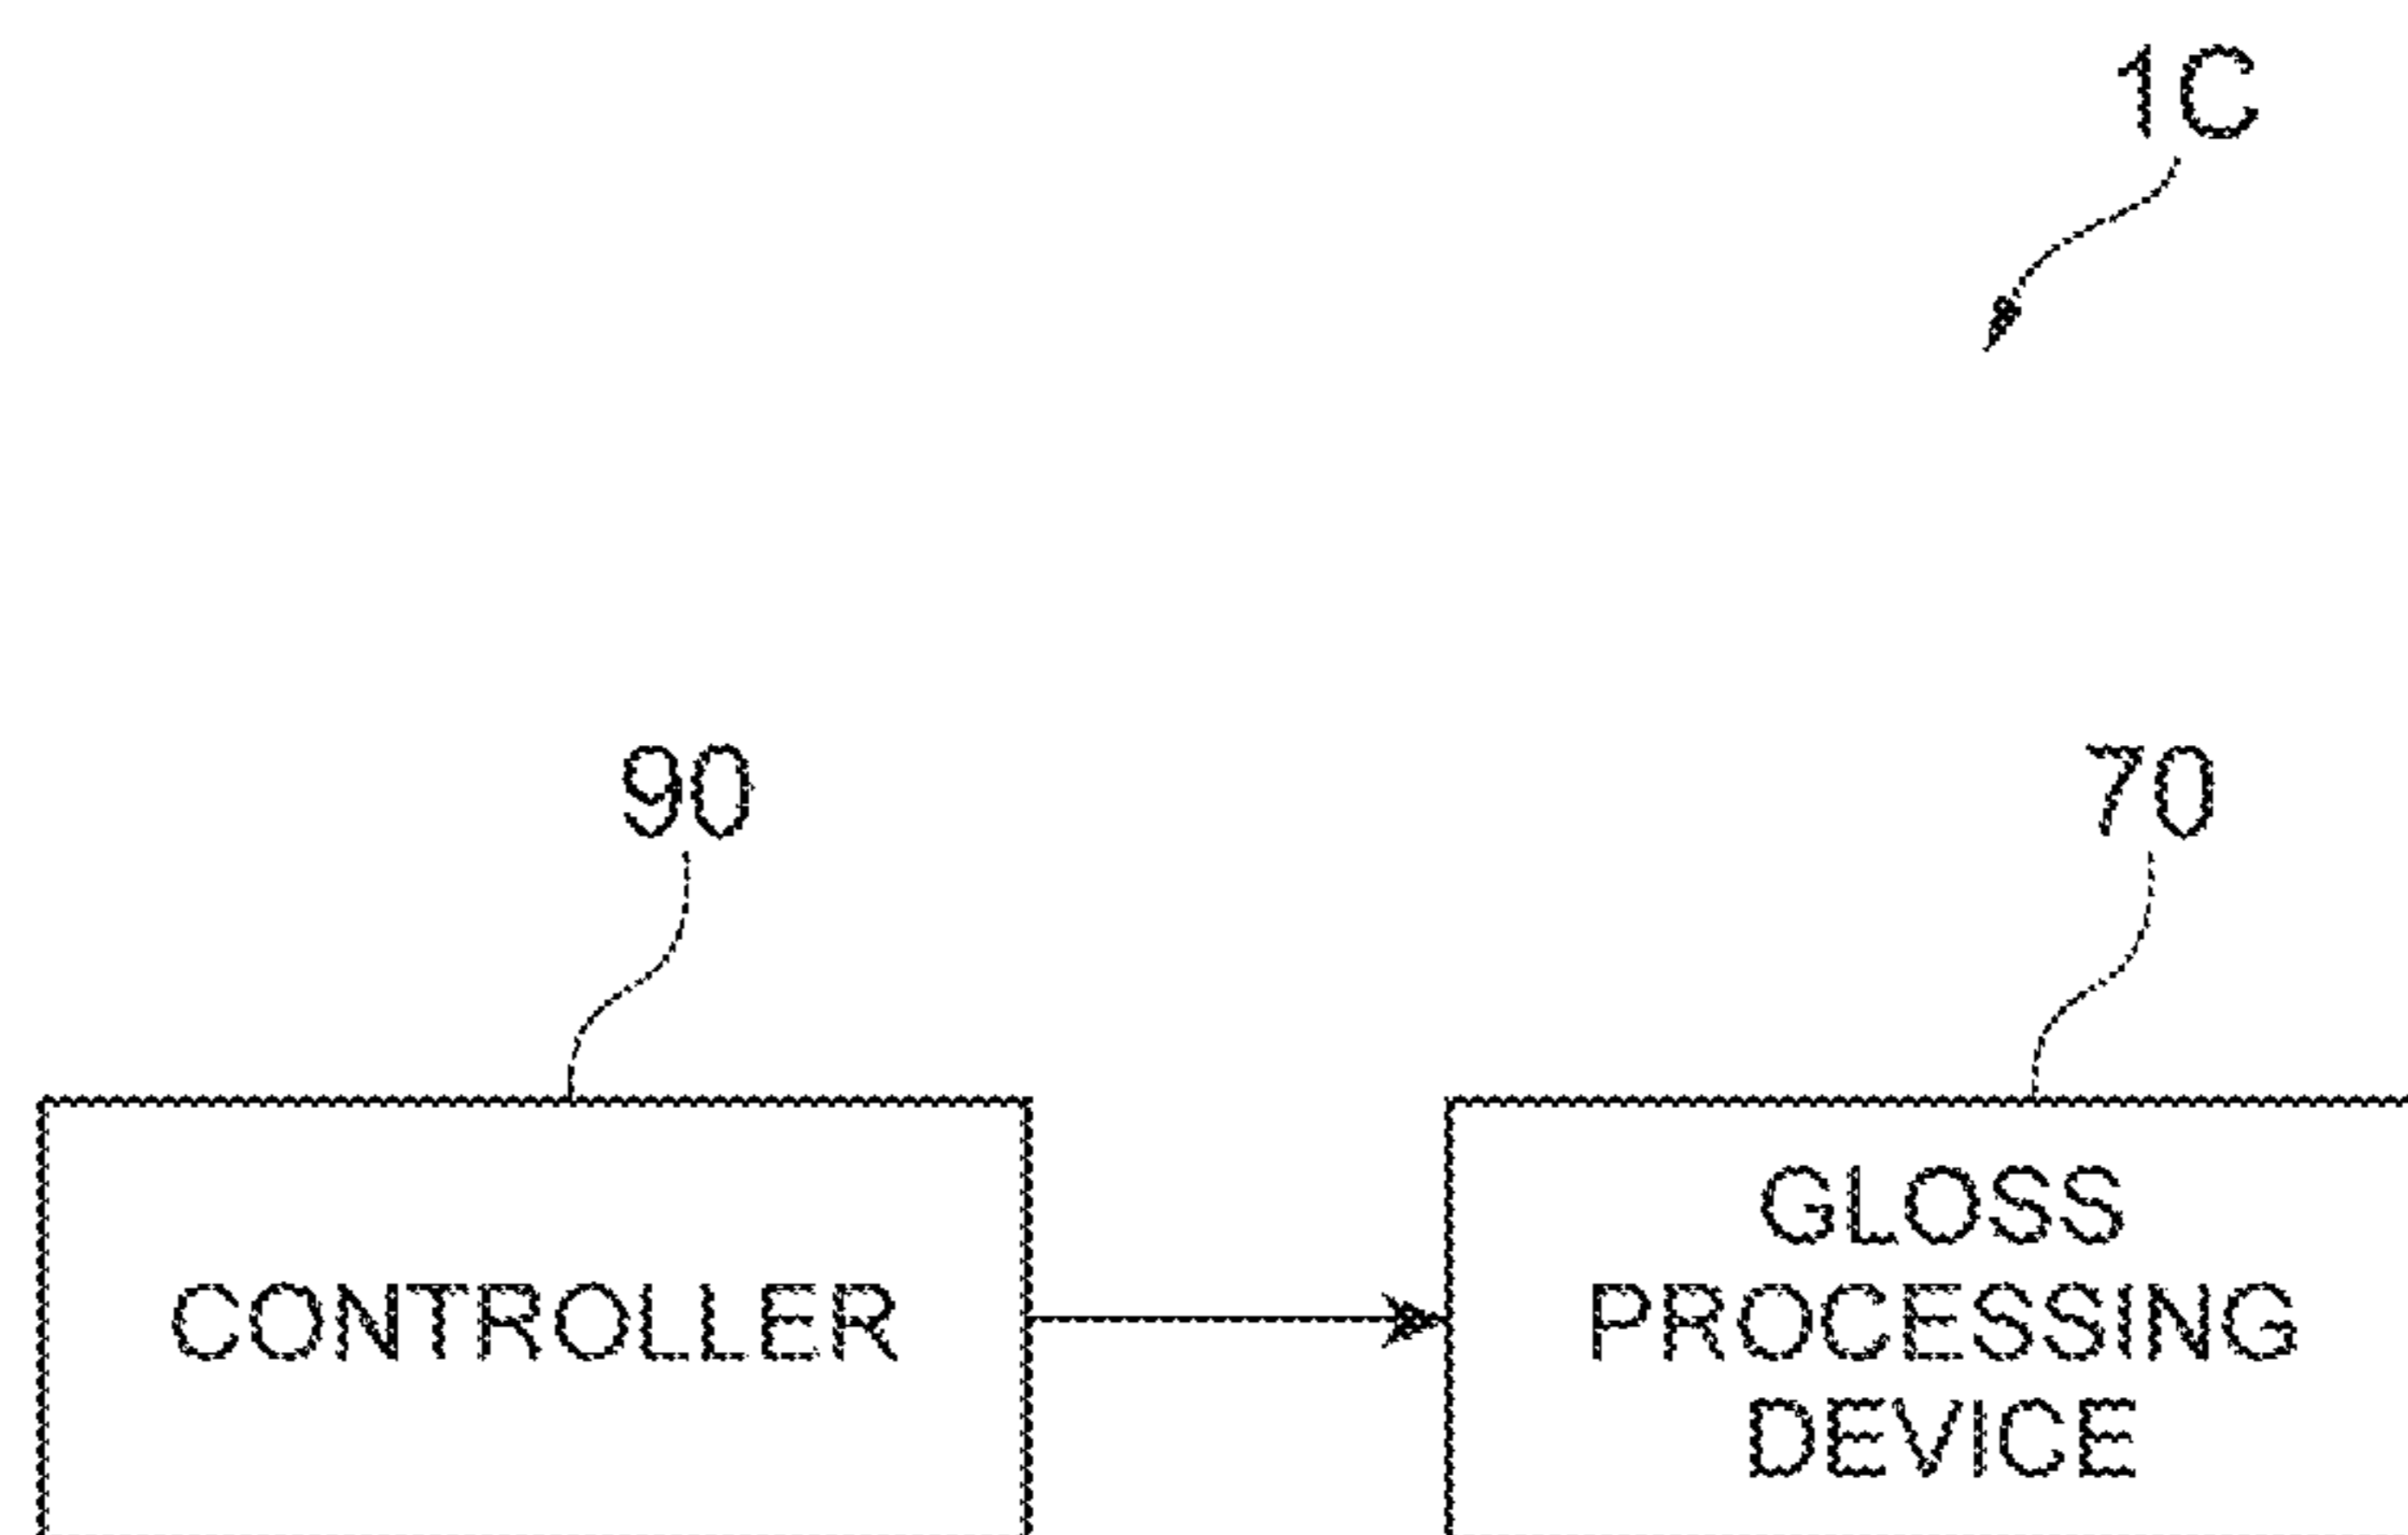 1C
90
70
CONTROLLER
GLOSS
PROCESSING
DEVICE